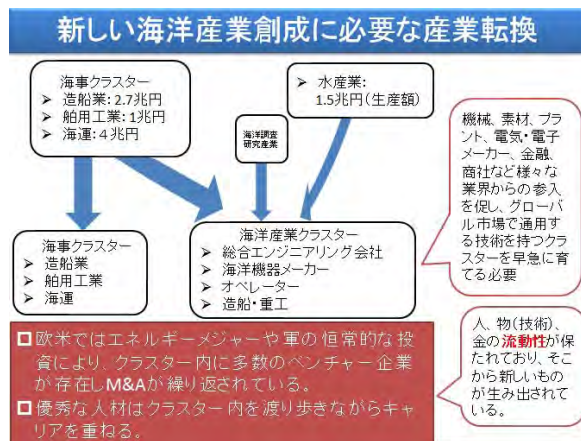 新しい海洋産業創成に必要な産業転換
海事クラスター
➢ 造船業:2.7兆円
➢ 舶用工業:1兆円
➢ 海運:4兆円
➢ 水産業:
1.5兆円(生産額)
海洋調査
研究産業
機械、素材、プラ
ント、電気・電子
メーカー、金融、
商社など様々な
業界からの参入
を促し、グローバ
ル市場で通用す
る技術を持つクラ
スターを早急に育
てる必要
海事クラスター
➢ 造船業
➢ 舶用工業
➢ 海運
海洋産業クラスター
➢ 総合エンジニアリング会社
➢ 海洋機器メーカー
➢ オペレーター
➢ 造船・重工
□ 欧米ではエネルギーメジャーや軍の恒常的な投
資により、クラスター内に多数のベンチャー企業
が存在しM&Aが繰り返されている。
□ 優秀な人材はクラスター内を渡り歩きながらキャ
リアを重ねる。
人、物(技術)、
金の流動性が保
たれており、そこ
から新しいもの
が生み出されて
いる。